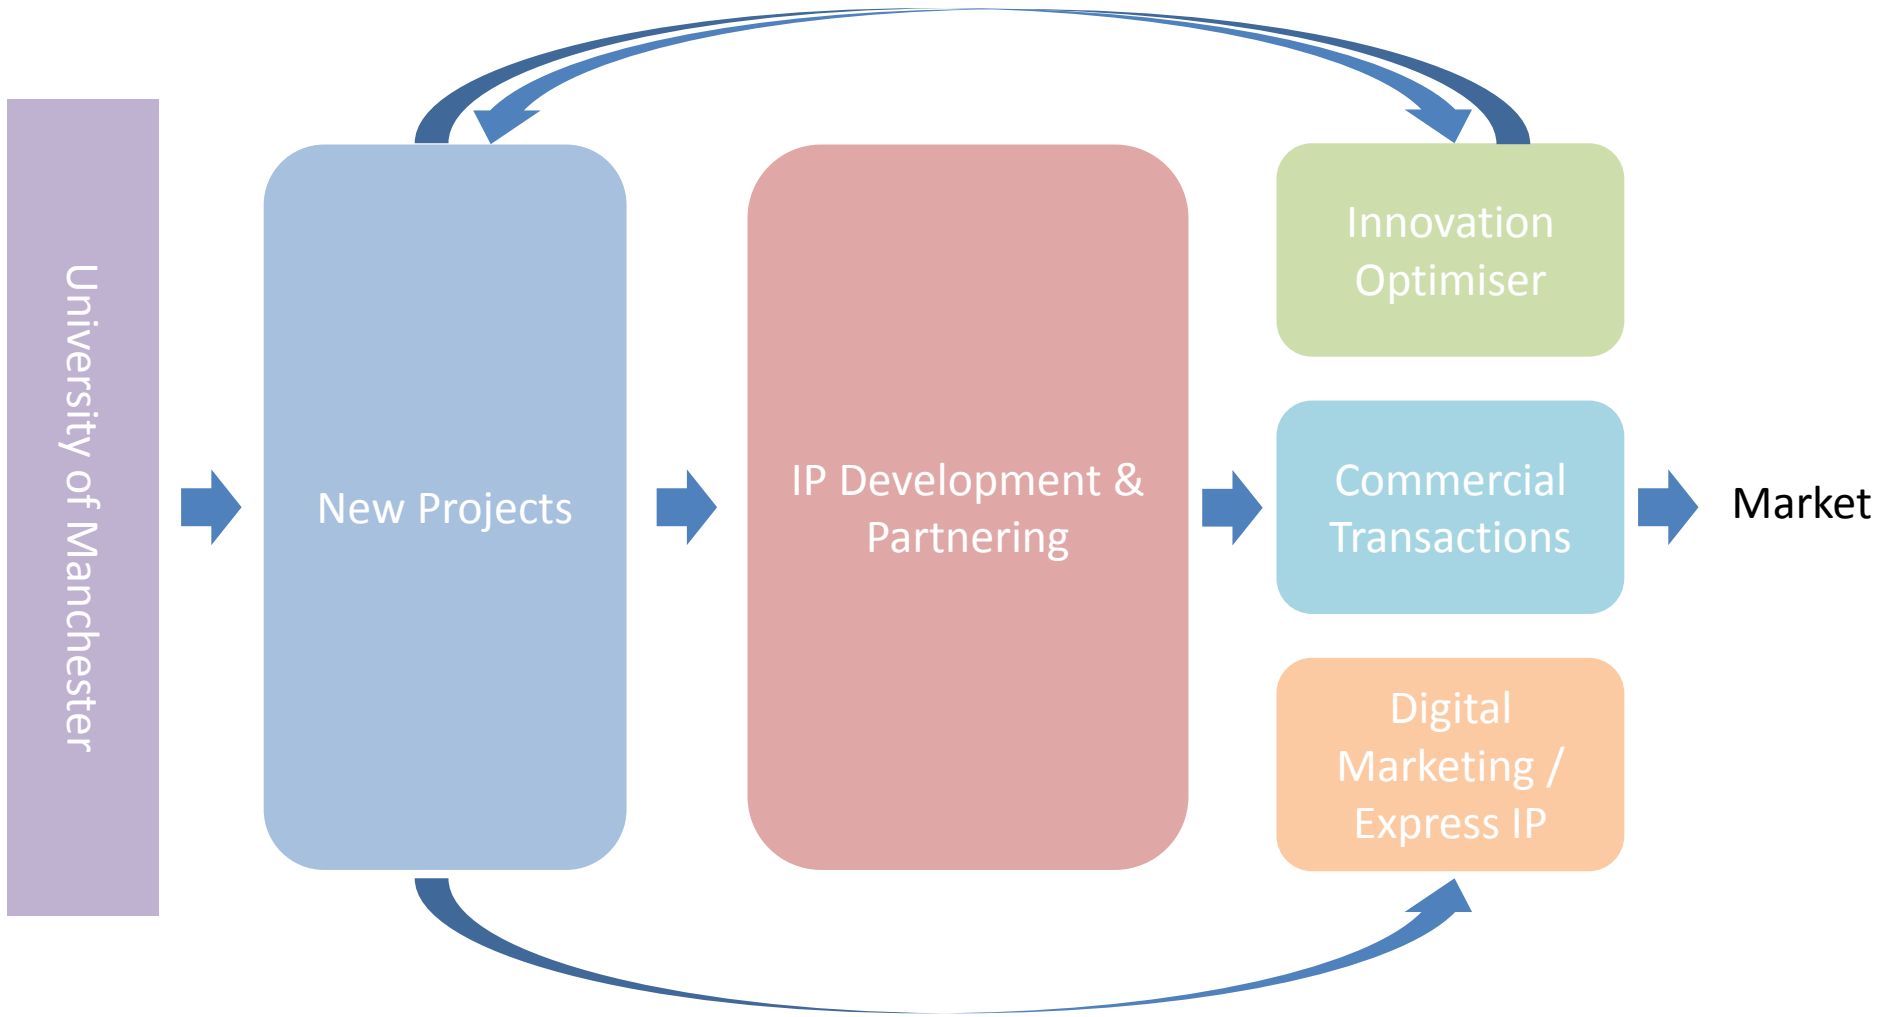 University of Manchester
New Projects
IP Development &
Partnering
Innovation
Optimiser
Commercial
Transactions
Digital
Marketing /
Express IP
Market